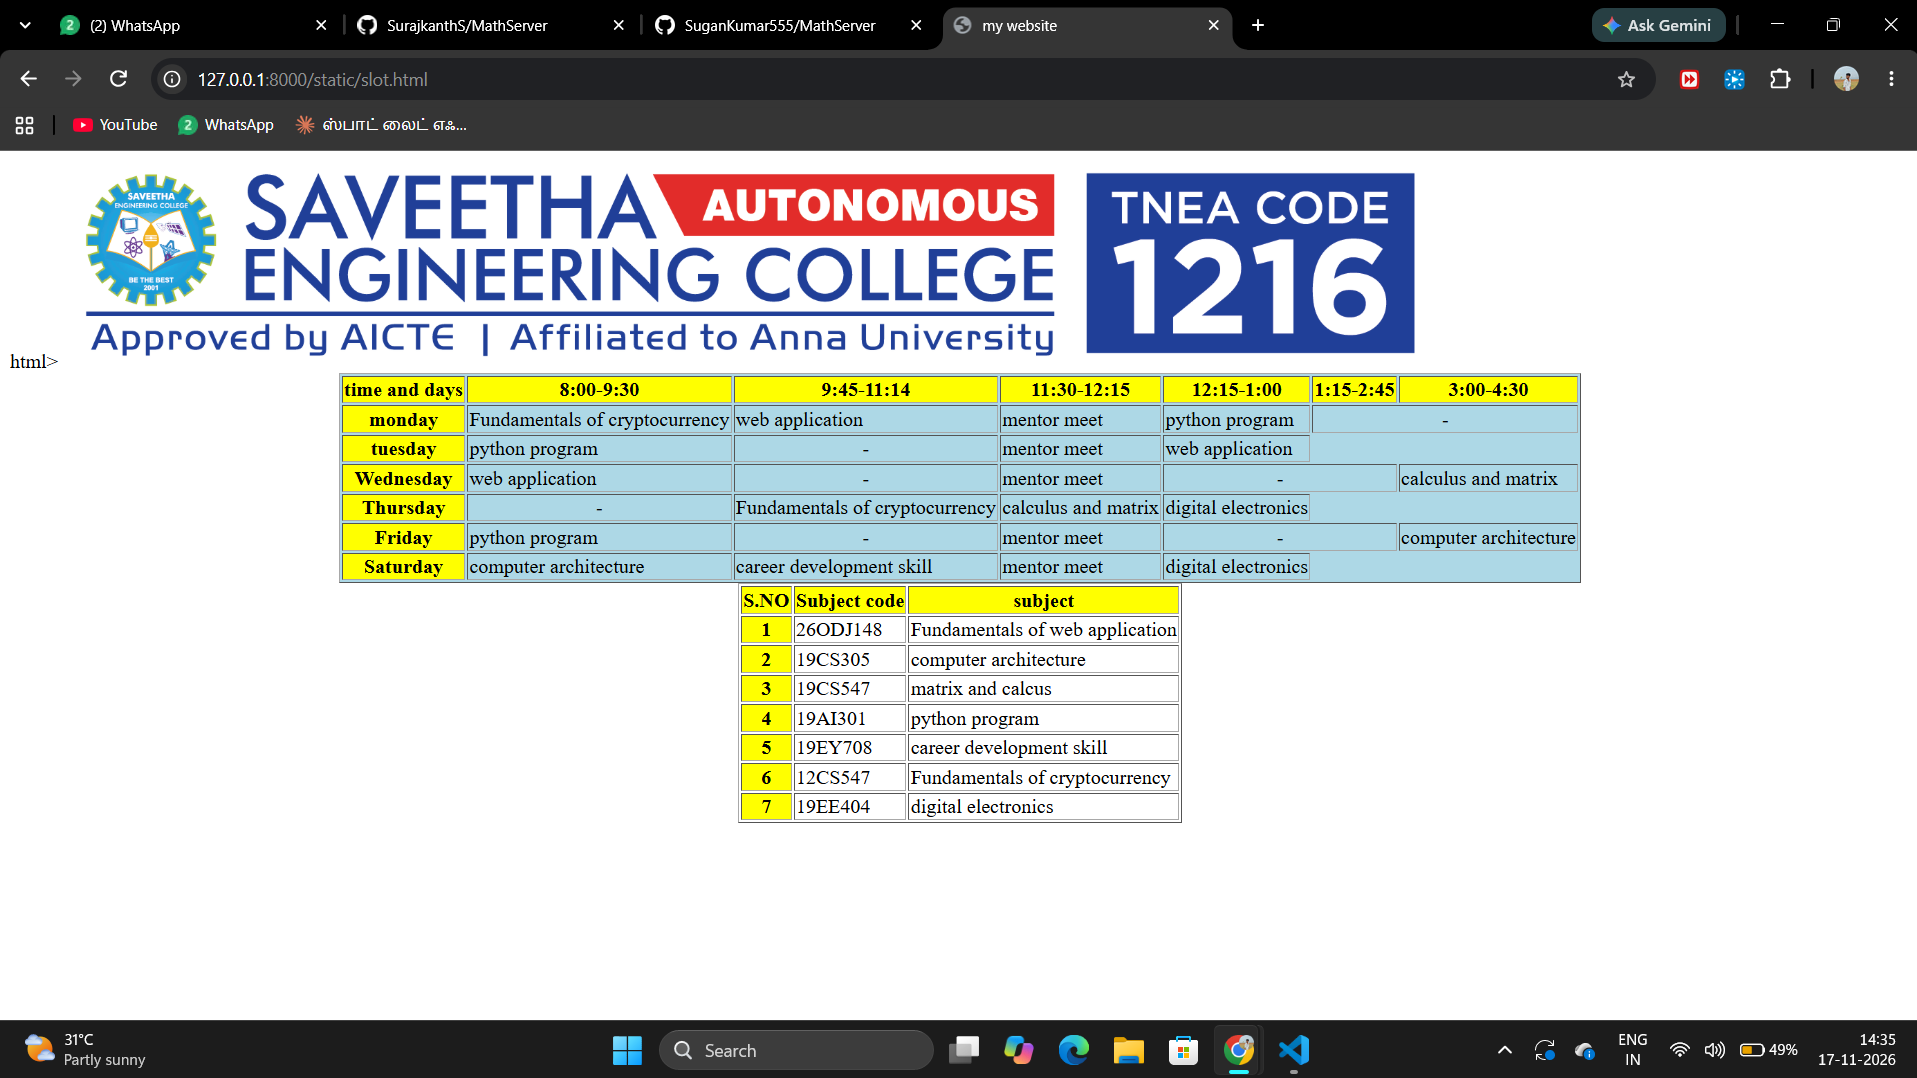 (2) WhatsApp
SurajkanthS/MathServer
SuganKumar555/MathServer
my website
Ask Gemini
127.0.0.1:8000/static/slot.html
YouTube
2 WhatsApp
ஸ்பாட் லைட் எஃ...
SAVEETHA
ENGINEERING COLLEGE
BE THE BEST
2001
SAVEETHA AUTONOMOUS
ENGINEERING COLLEGE
Approved by AICTE | Affiliated to Anna University
TNEA CODE
1216
html>
time and days 8:00-9:30 9:45-11:14 11:30-12:15 12:15-1:00 1:15-2:45 3:00-4:30
monday Fundamentals of cryptocurrency web application mentor meet python program -
tuesday python program - mentor meet web application
Wednesday web application - mentor meet - calculus and matrix
Thursday - Fundamentals of cryptocurrency calculus and matrix digital electronics
Friday python program - mentor meet - computer architecture
Saturday computer architecture career development skill mentor meet digital electronics
S.NO Subject code subject
1 26ODJ148 Fundamentals of web application
2 19CS305 computer architecture
3 19CS547 matrix and calcus
4 19AI301 python program
5 19EY708 career development skill
6 12CS547 Fundamentals of cryptocurrency
7 19EE404 digital electronics
31°C
Partly sunny
Search
ENG
IN
49%
14:35
17-11-2026